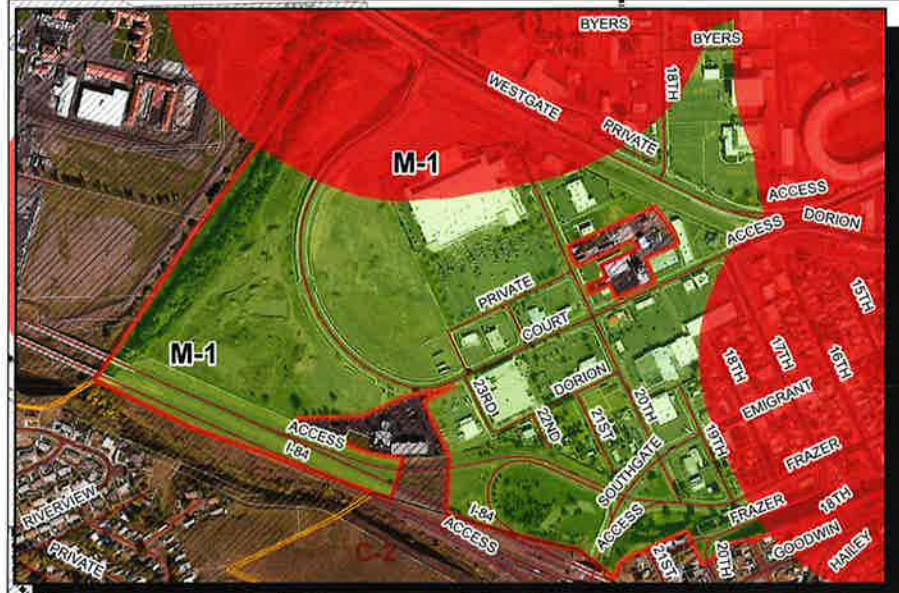 BYERS
BYERS
WESTGATE
18TH
PRIVATE
M-1
ACCESS
DORION
ACCESS
PRIVATE
COURT
15TH
M-1
18TH
17TH
16TH
DORION
23RD
22ND
21ST
20TH
EMIGRANT
ACCESS
I-84
19TH
SOUTHGATE
FRAZER
RIVERVIEW
I-84
ACCESS
FRAZER
18TH
ACCESS
GOODWIN
PRIVATE
C-2
21ST
20TH
HAILEY